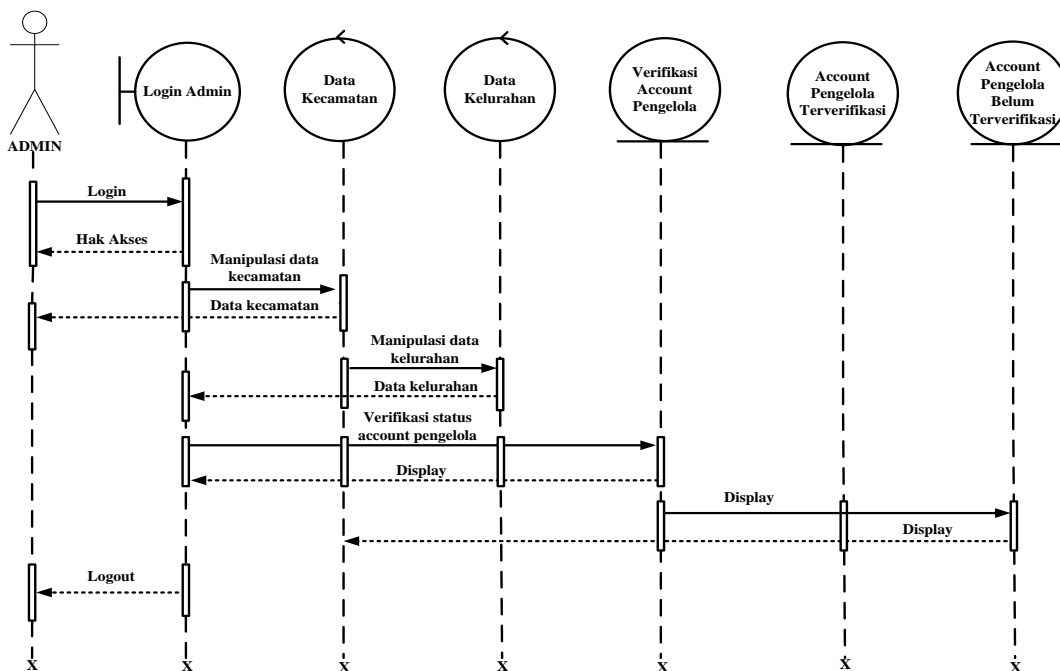 ADMIN
Login Admin
Data
Kecamatan
Data
Kelurahan
Verifikasi
Account
Pengelola
Account
Pengelola
Terverifikasi
Account
Pengelola
Belum
Terverifikasi
Login
Hak Akses
Manipulasi data
kecamatan
Data kecamatan
Manipulasi data
kelurahan
Data kelurahan
Verifikasi status
account pengelola
Display
Display
Display
Logout
X X X X X X X